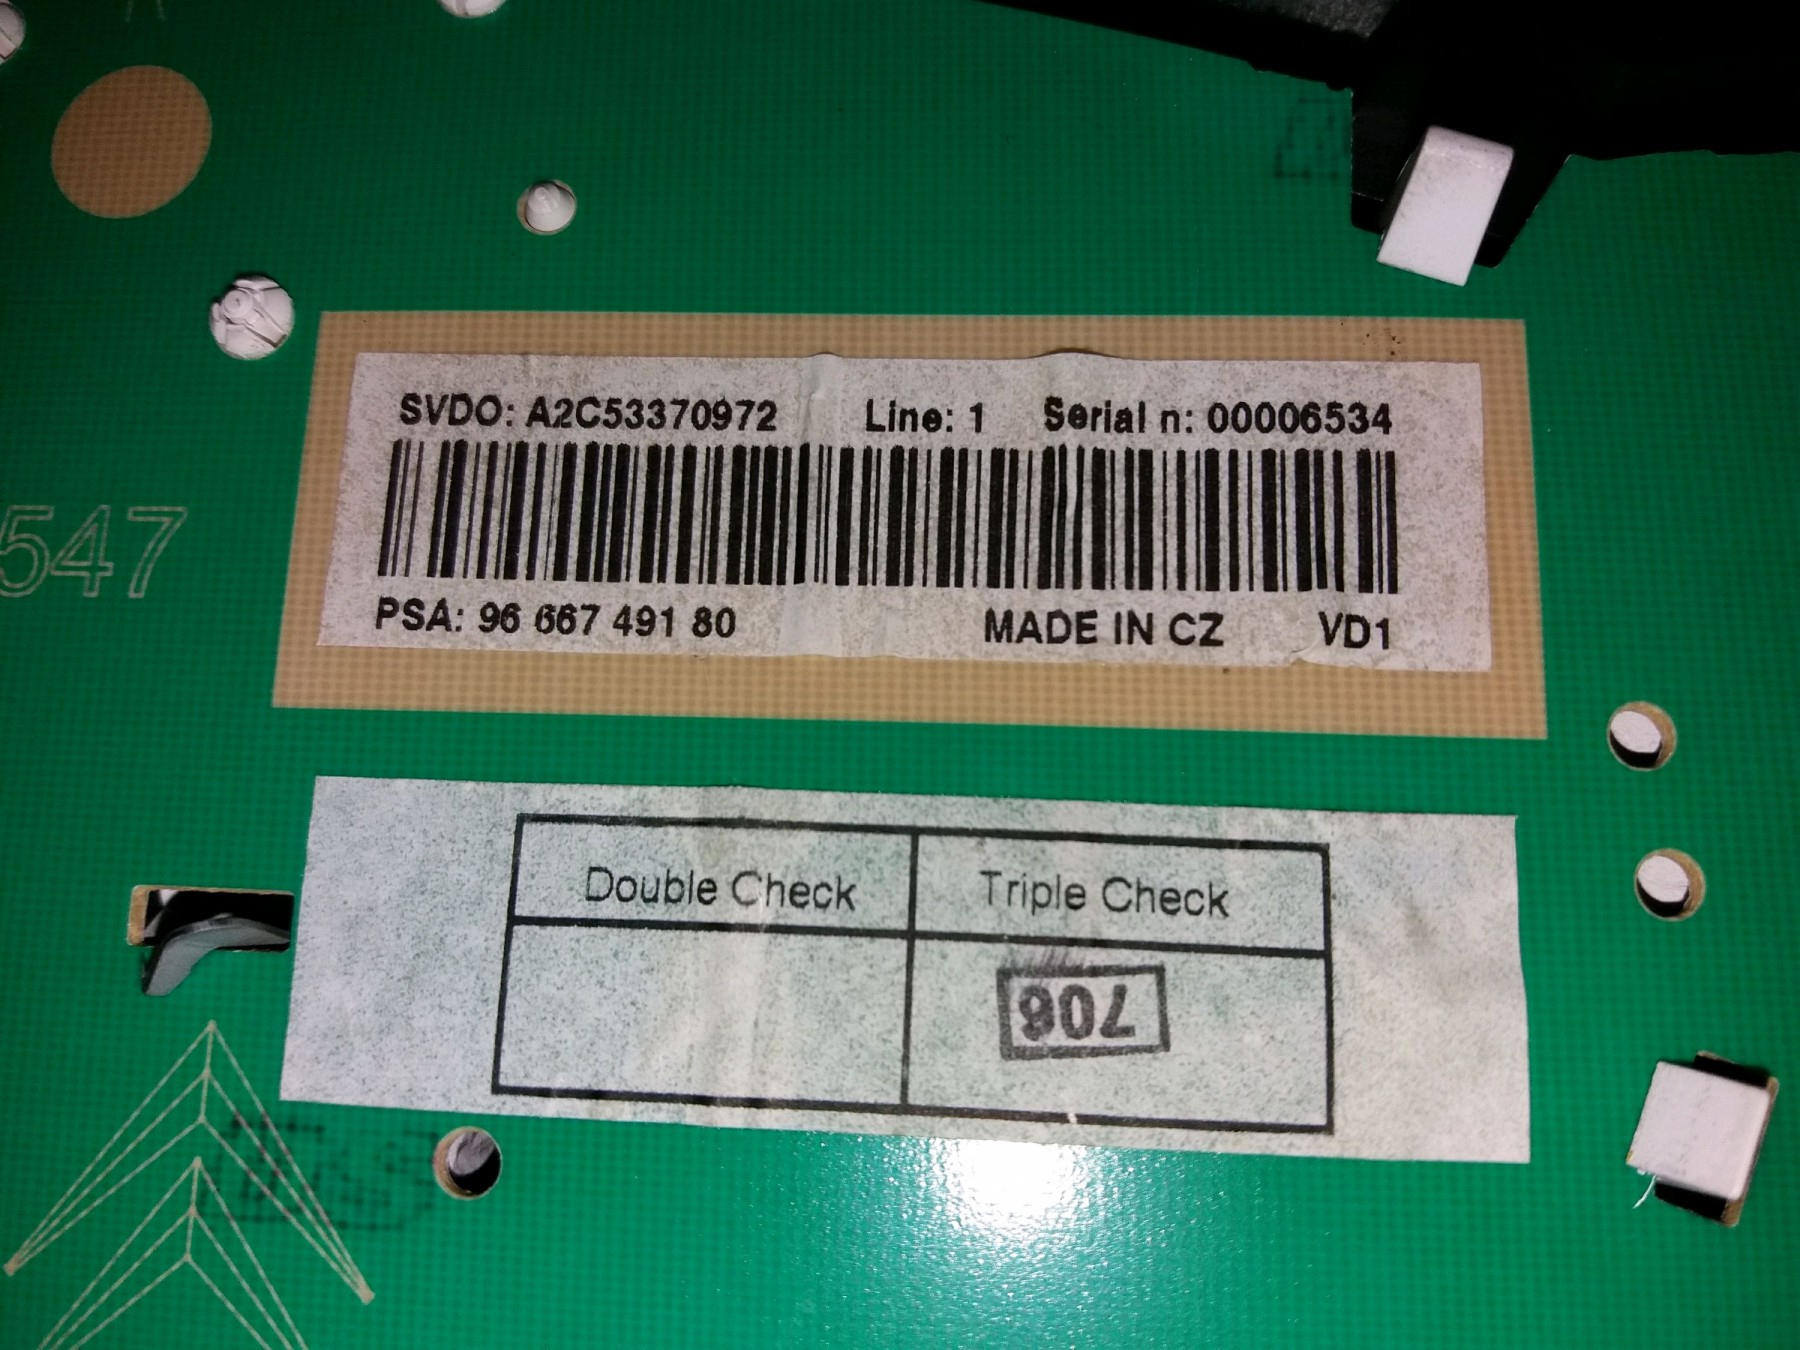 SVDO: A2C53370972 Line: 1 Serial n: 00006534
547
PSA: 96 667 491 80 MADE IN CZ VD1
Double Check Triple Check
706